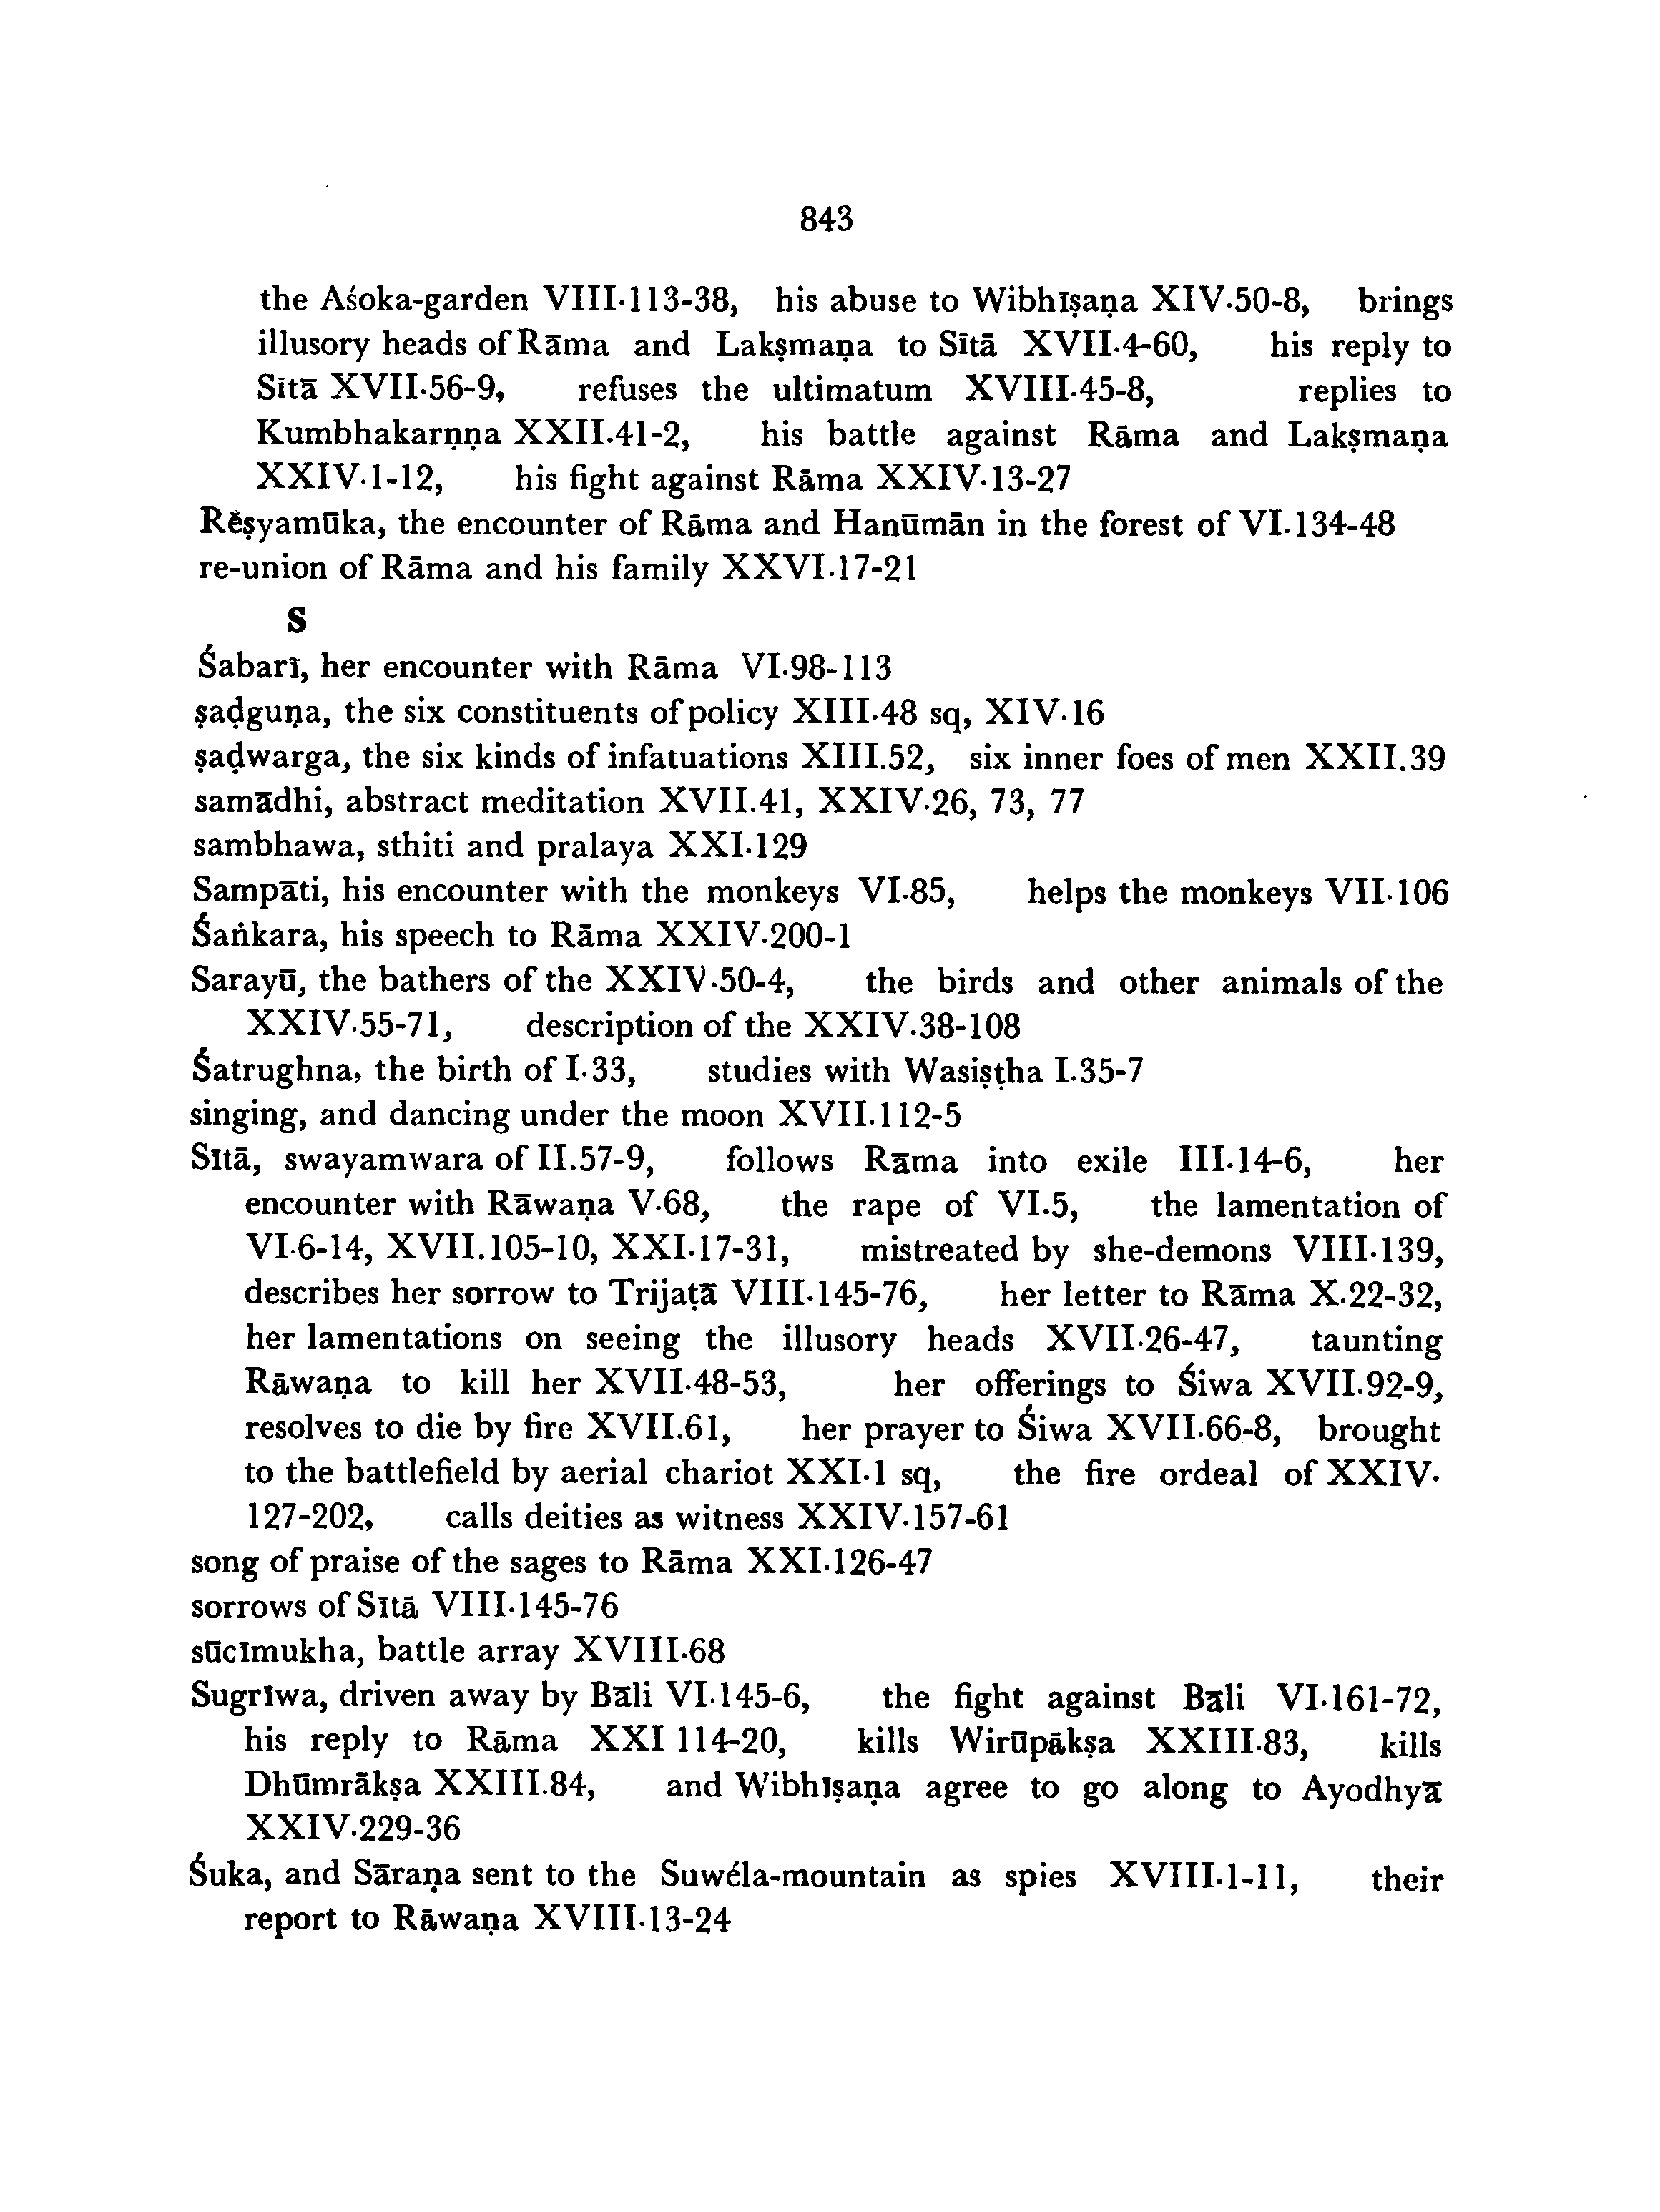 843
the Aśoka-garden VIII.113-38, his abuse to Wibhīṣaṇa XIV.50-8, brings
illusory heads of Rāma and Lakṣmaṇa to Sītā XVII.4-60, his reply to
Sītā XVII.56-9, refuses the ultimatum XVIII.45-8, replies to
Kumbhakarṇṇa XXII.41-2, his battle against Rāma and Lakṣmaṇa
XXIV.1-12, his fight against Rāma XXIV.13-27
Rĕṣyamūka, the encounter of Rāma and Hanūmān in the forest of VI.134-48
re-union of Rāma and his family XXVI.17-21
S
Śabarī, her encounter with Rāma VI.98-113
ṣaḍguṇa, the six constituents of policy XIII.48 sq, XIV.16
ṣaḍwarga, the six kinds of infatuations XIII.52, six inner foes of men XXII.39
samādhi, abstract meditation XVII.41, XXIV.26, 73, 77
sambhawa, sthiti and pralaya XXI.129
Sampāti, his encounter with the monkeys VI.85, helps the monkeys VII.106
Śaṅkara, his speech to Rāma XXIV.200-1
Sarayū, the bathers of the XXIV.50-4, the birds and other animals of the
XXIV.55-71, description of the XXIV.38-108
Śatrughna, the birth of I.33, studies with Wasiṣṭha I.35-7
singing, and dancing under the moon XVII.112-5
Sītā, swayamwara of II.57-9, follows Rāma into exile III.14-6, her
encounter with Rāwaṇa V.68, the rape of VI.5, the lamentation of
VI.6-14, XVII.105-10, XXI.17-31, mistreated by she-demons VIII.139,
describes her sorrow to Trijaṭā VIII.145-76, her letter to Rāma X.22-32,
her lamentations on seeing the illusory heads XVII.26-47, taunting
Rāwaṇa to kill her XVII.48-53, her offerings to Śiwa XVII.92-9,
resolves to die by fire XVII.61, her prayer to Śiwa XVII.66-8, brought
to the battlefield by aerial chariot XXI.1 sq, the fire ordeal of XXIV.
127-202, calls deities as witness XXIV.157-61
song of praise of the sages to Rāma XXI.126-47
sorrows of Sītā VIII.145-76
sūcīmukha, battle array XVIII.68
Sugrīwa, driven away by Bāli VI.145-6, the fight against Bāli VI.161-72,
his reply to Rāma XXI 114-20, kills Wirūpākṣa XXIII.83, kills
Dhūmrākṣa XXIII.84, and Wibhīṣaṇa agree to go along to Ayodhyā
XXIV.229-36
Śuka, and Sāraṇa sent to the Suwéla-mountain as spies XVIII.1-11, their
report to Rāwaṇa XVIII.13-24